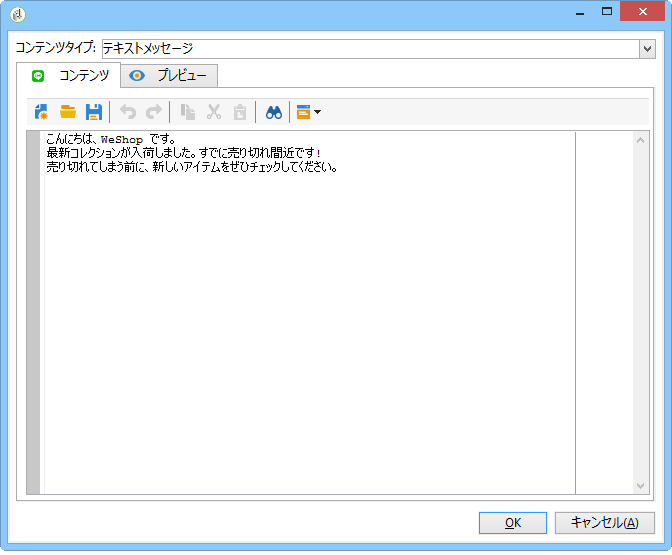 コンテンツタイプ: テキストメッセージ
コンテンツ プレビュー
こんにちは、WeShop です。
最新コレクションが入荷しました。すでに売り切れ間近です!
売り切れてしまう前に、新しいアイテムをぜひチェックしてください。
OK キャンセル(A)